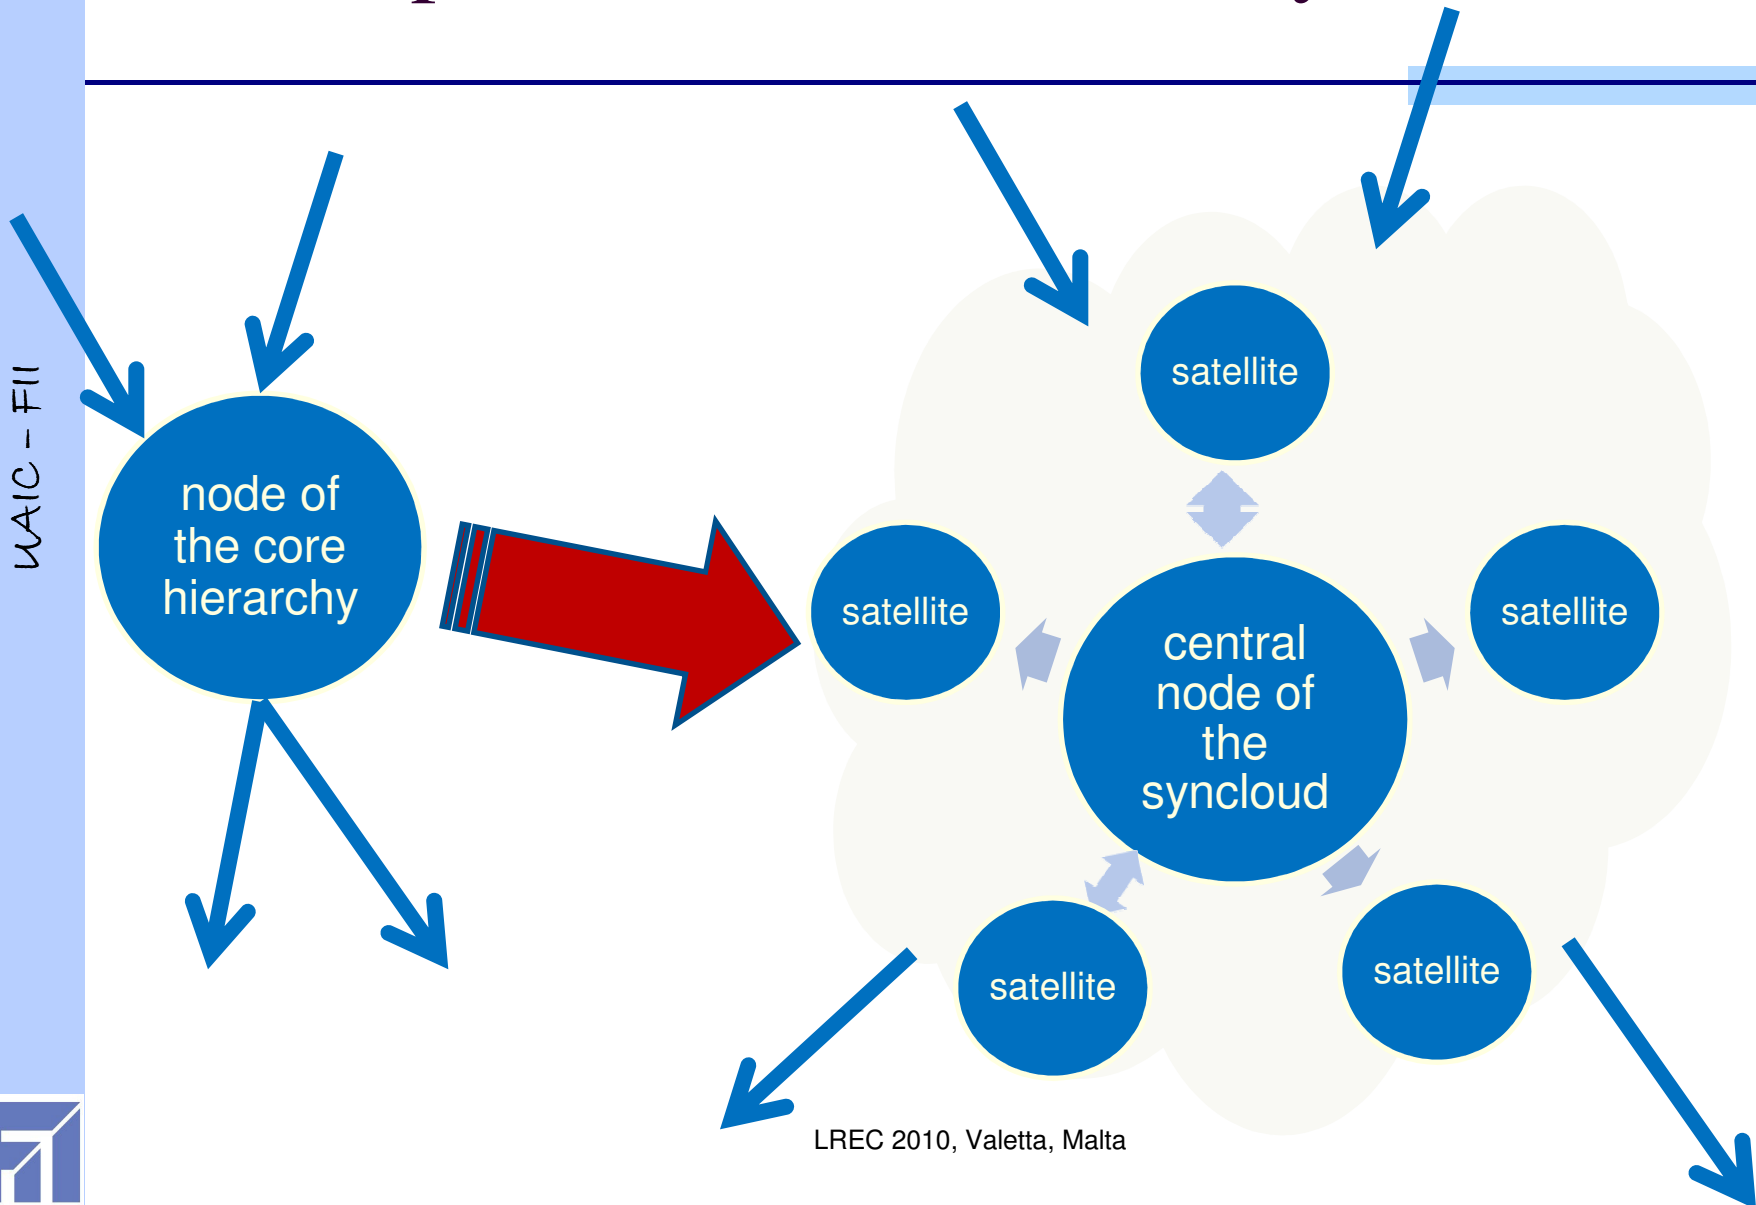 UAIC - FII
node of
the core
hierarchy
satellite
satellite
satellite
central
node of
the
syncloud
satellite
satellite
LREC 2010, Valetta, Malta